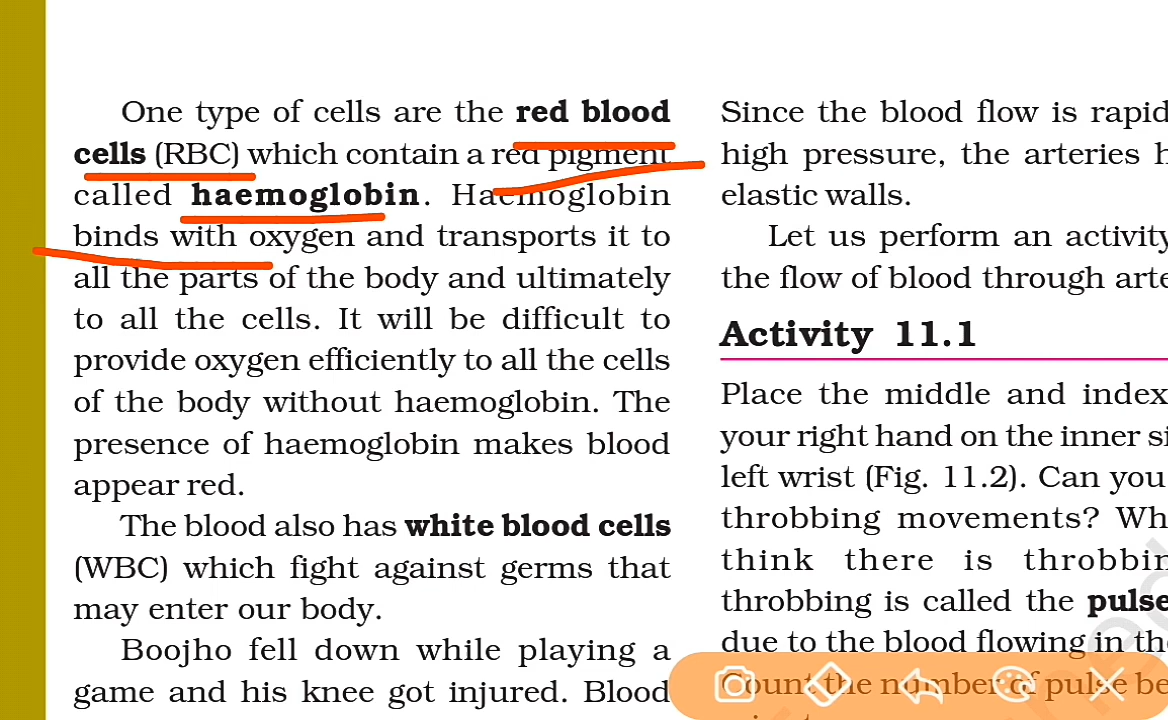 One type of cells are the red blood
cells (RBC) which contain a red pigment
called haemoglobin. Haemoglobin
binds with oxygen and transports it to
all the parts of the body and ultimately
to all the cells. It will be difficult to
provide oxygen efficiently to all the cells
of the body without haemoglobin. The
presence of haemoglobin makes blood
appear red.
The blood also has white blood cells
(WBC) which fight against germs that
may enter our body.
Boojho fell down while playing a
game and his knee got injured. Blood
Since the blood flow is rapid
high pressure, the arteries h
elastic walls.
Let us perform an activity
the flow of blood through arte
Activity 11.1
Place the middle and index
your right hand on the inner si
left wrist (Fig. 11.2). Can you
throbbing movements? Wh
think there is throbbin
throbbing is called the pulse
due to the blood flowing in the
Count the number of pulse be